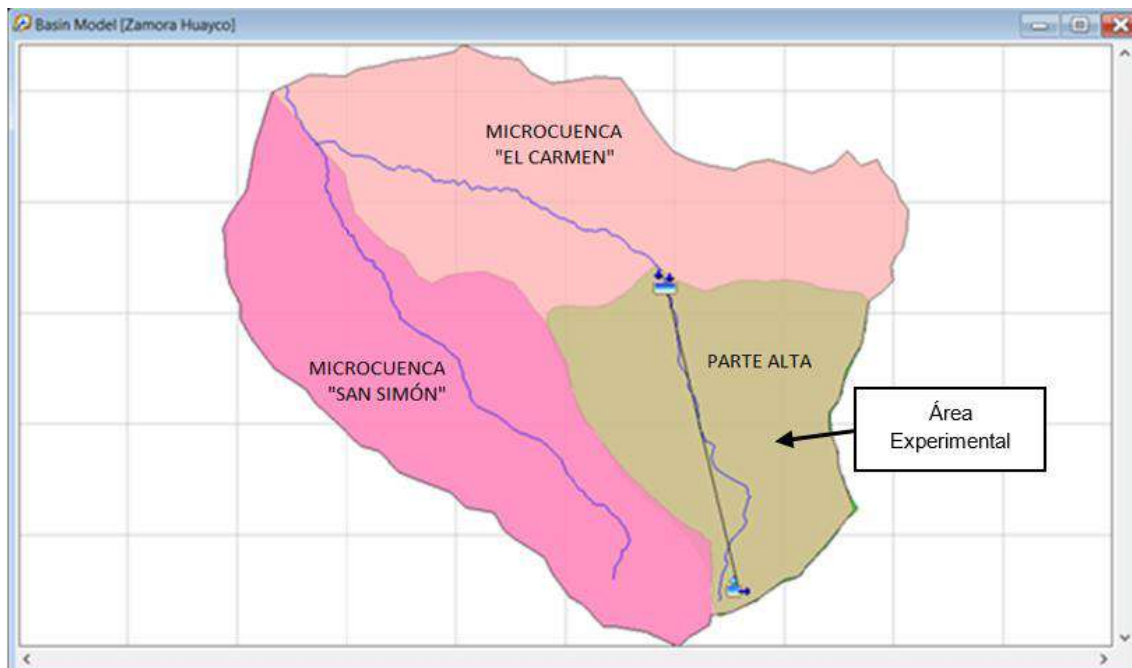 Basin Model [Zamora Huayco]
MICROCUENCA
"EL CARMEN"
MICROCUENCA
"SAN SIMÓN"
PARTE ALTA
Área
Experimental